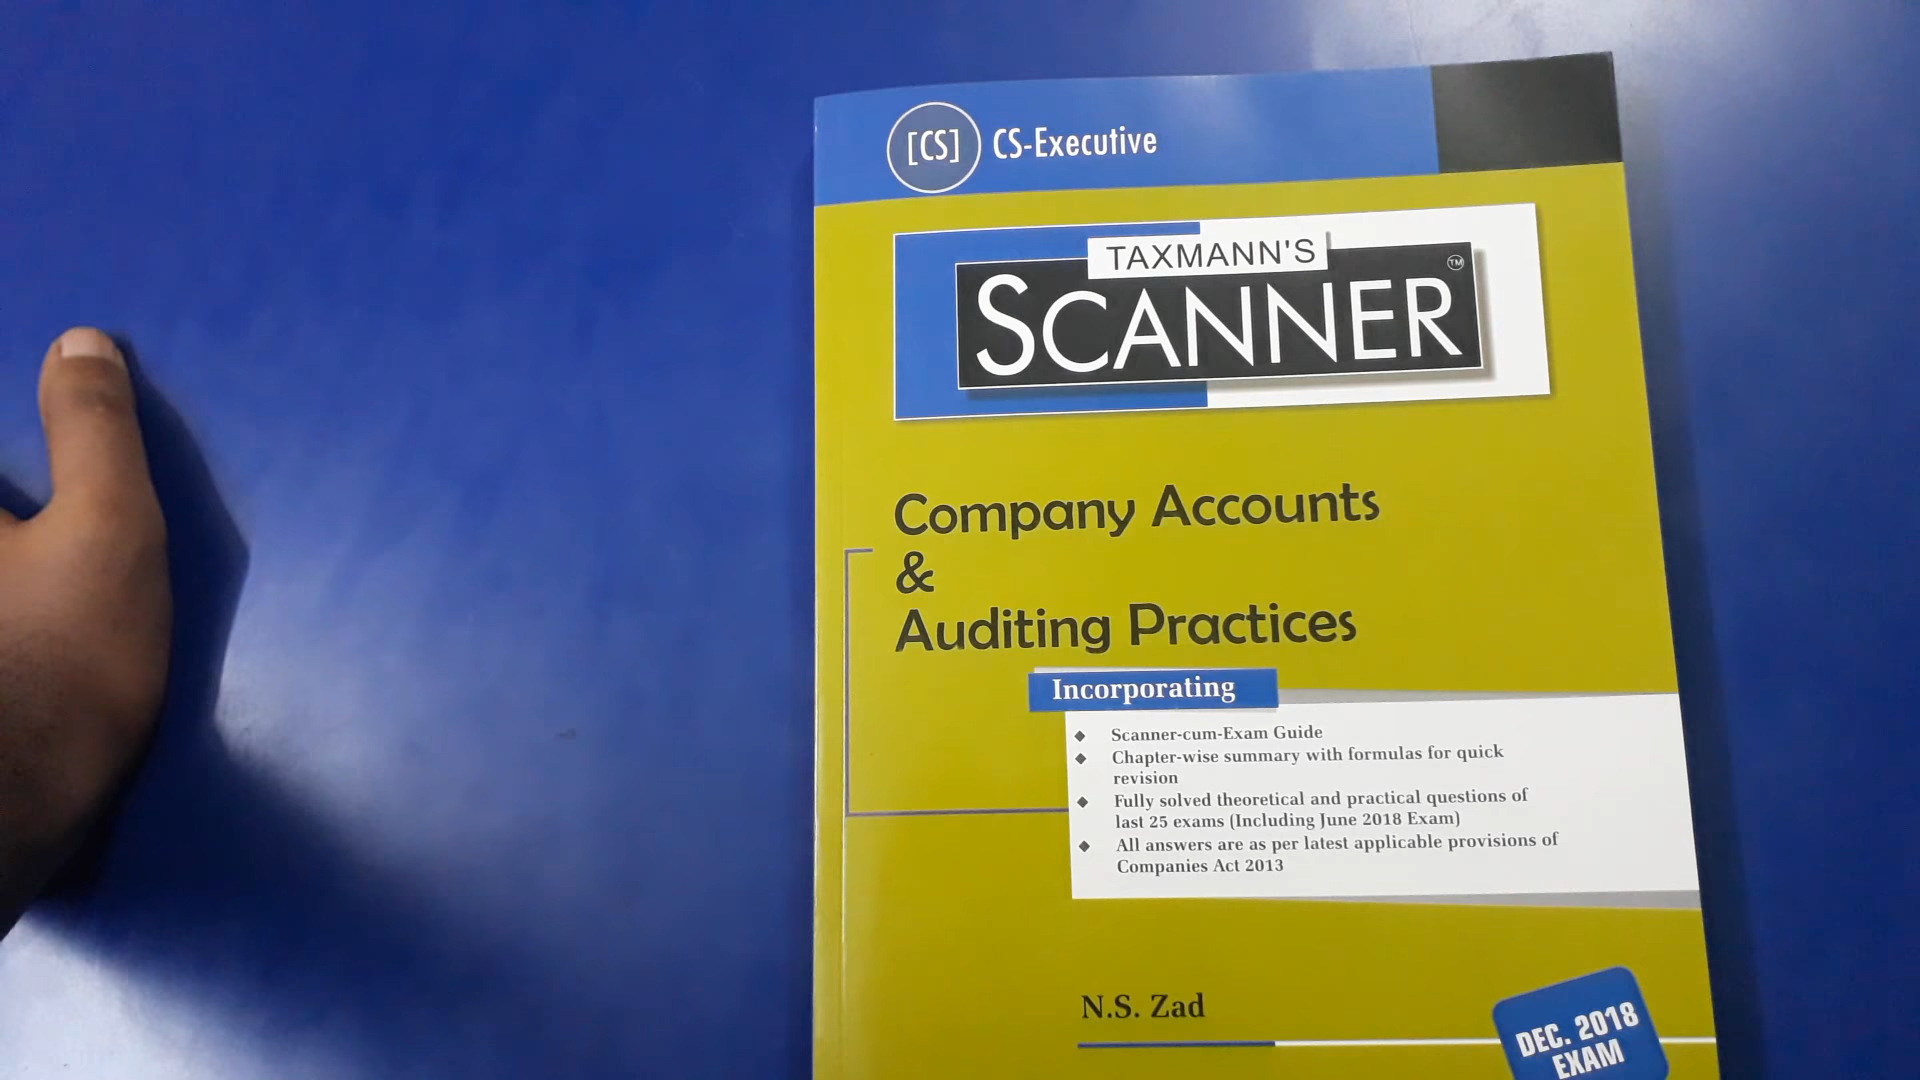 [CS] CS-Executive
TAXMANN'S
SCANNER™
Company Accounts
&
Auditing Practices
Incorporating
◆ Scanner-cum-Exam Guide
◆ Chapter-wise summary with formulas for quick
revision
◆ Fully solved theoretical and practical questions of
last 25 exams (Including June 2018 Exam)
◆ All answers are as per latest applicable provisions of
Companies Act 2013
N.S. Zad
DEC. 2018
EXAM